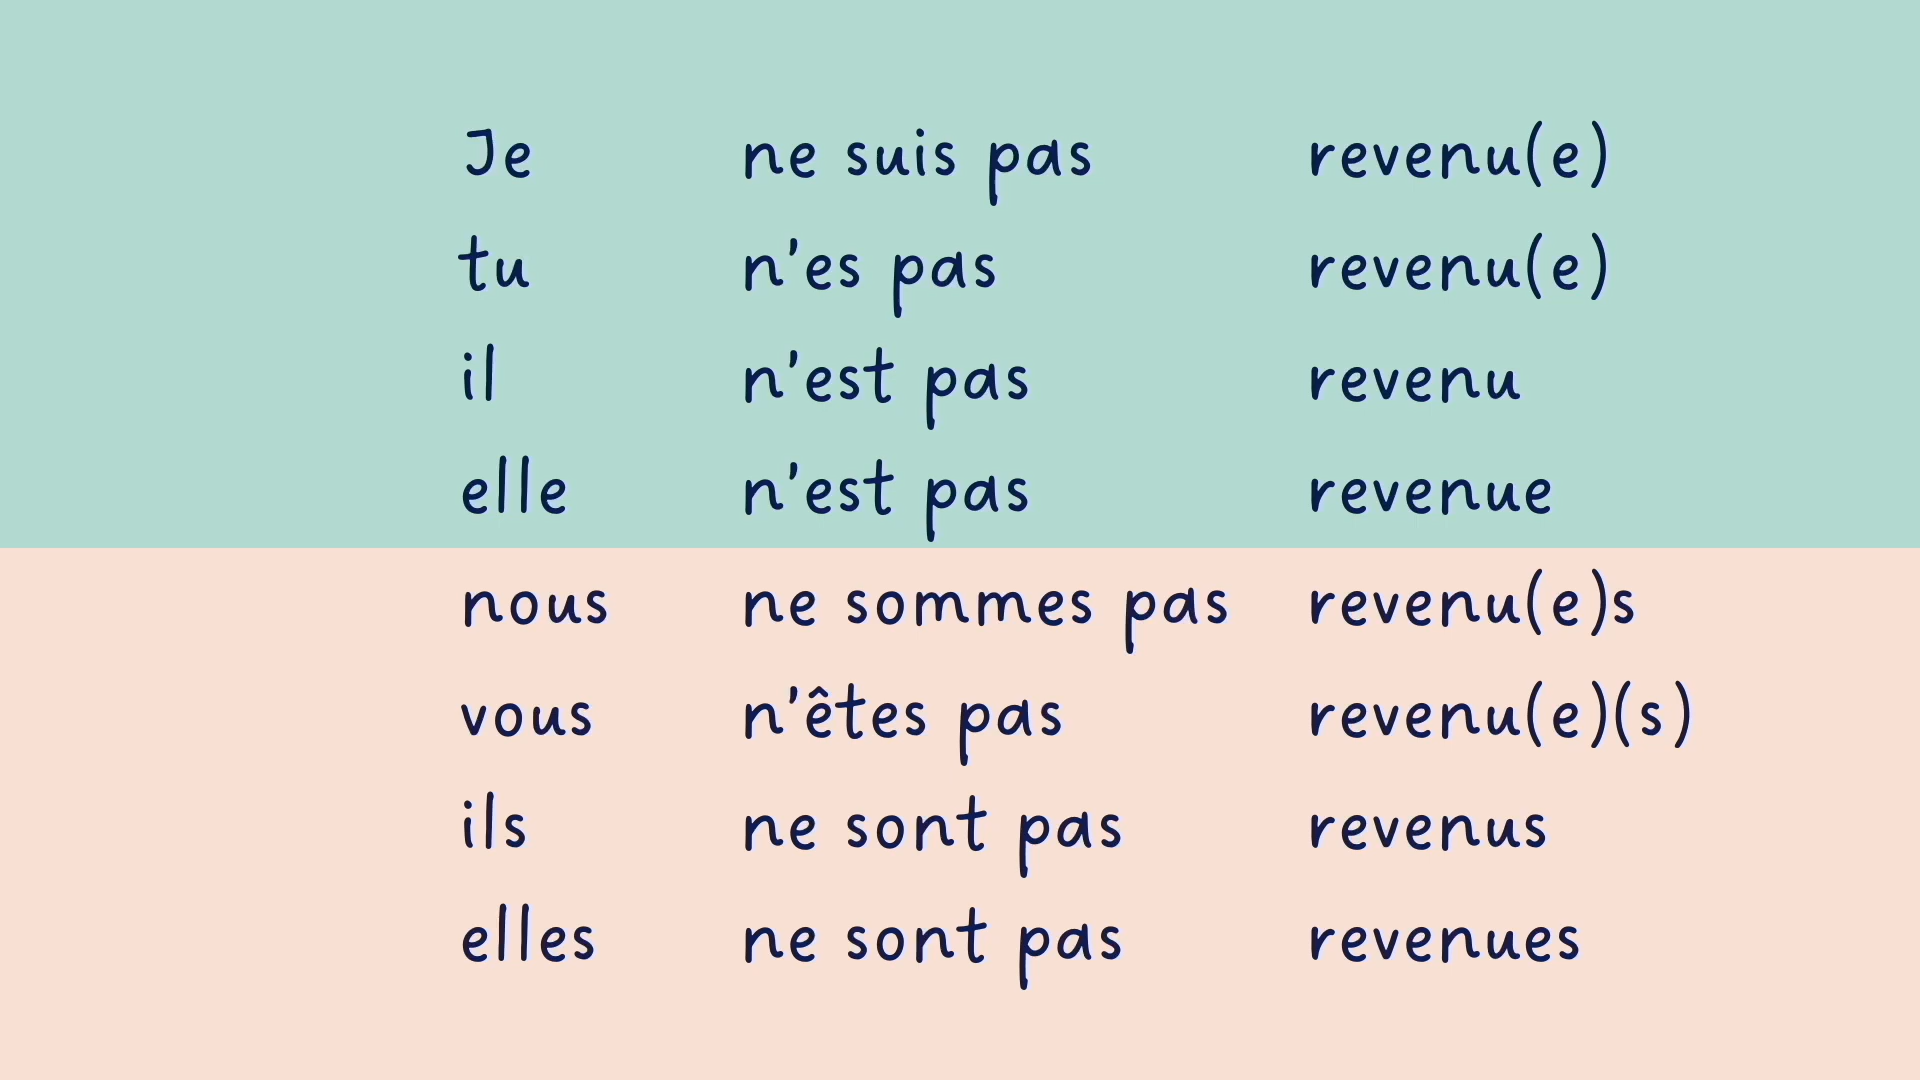 Je ne suis pas revenu(e)
tu n'es pas revenu(e)
il n'est pas revenu
elle n'est pas revenue
nous ne sommes pas revenu(e)s
vous n'êtes pas revenu(e)(s)
ils ne sont pas revenus
elles ne sont pas revenues